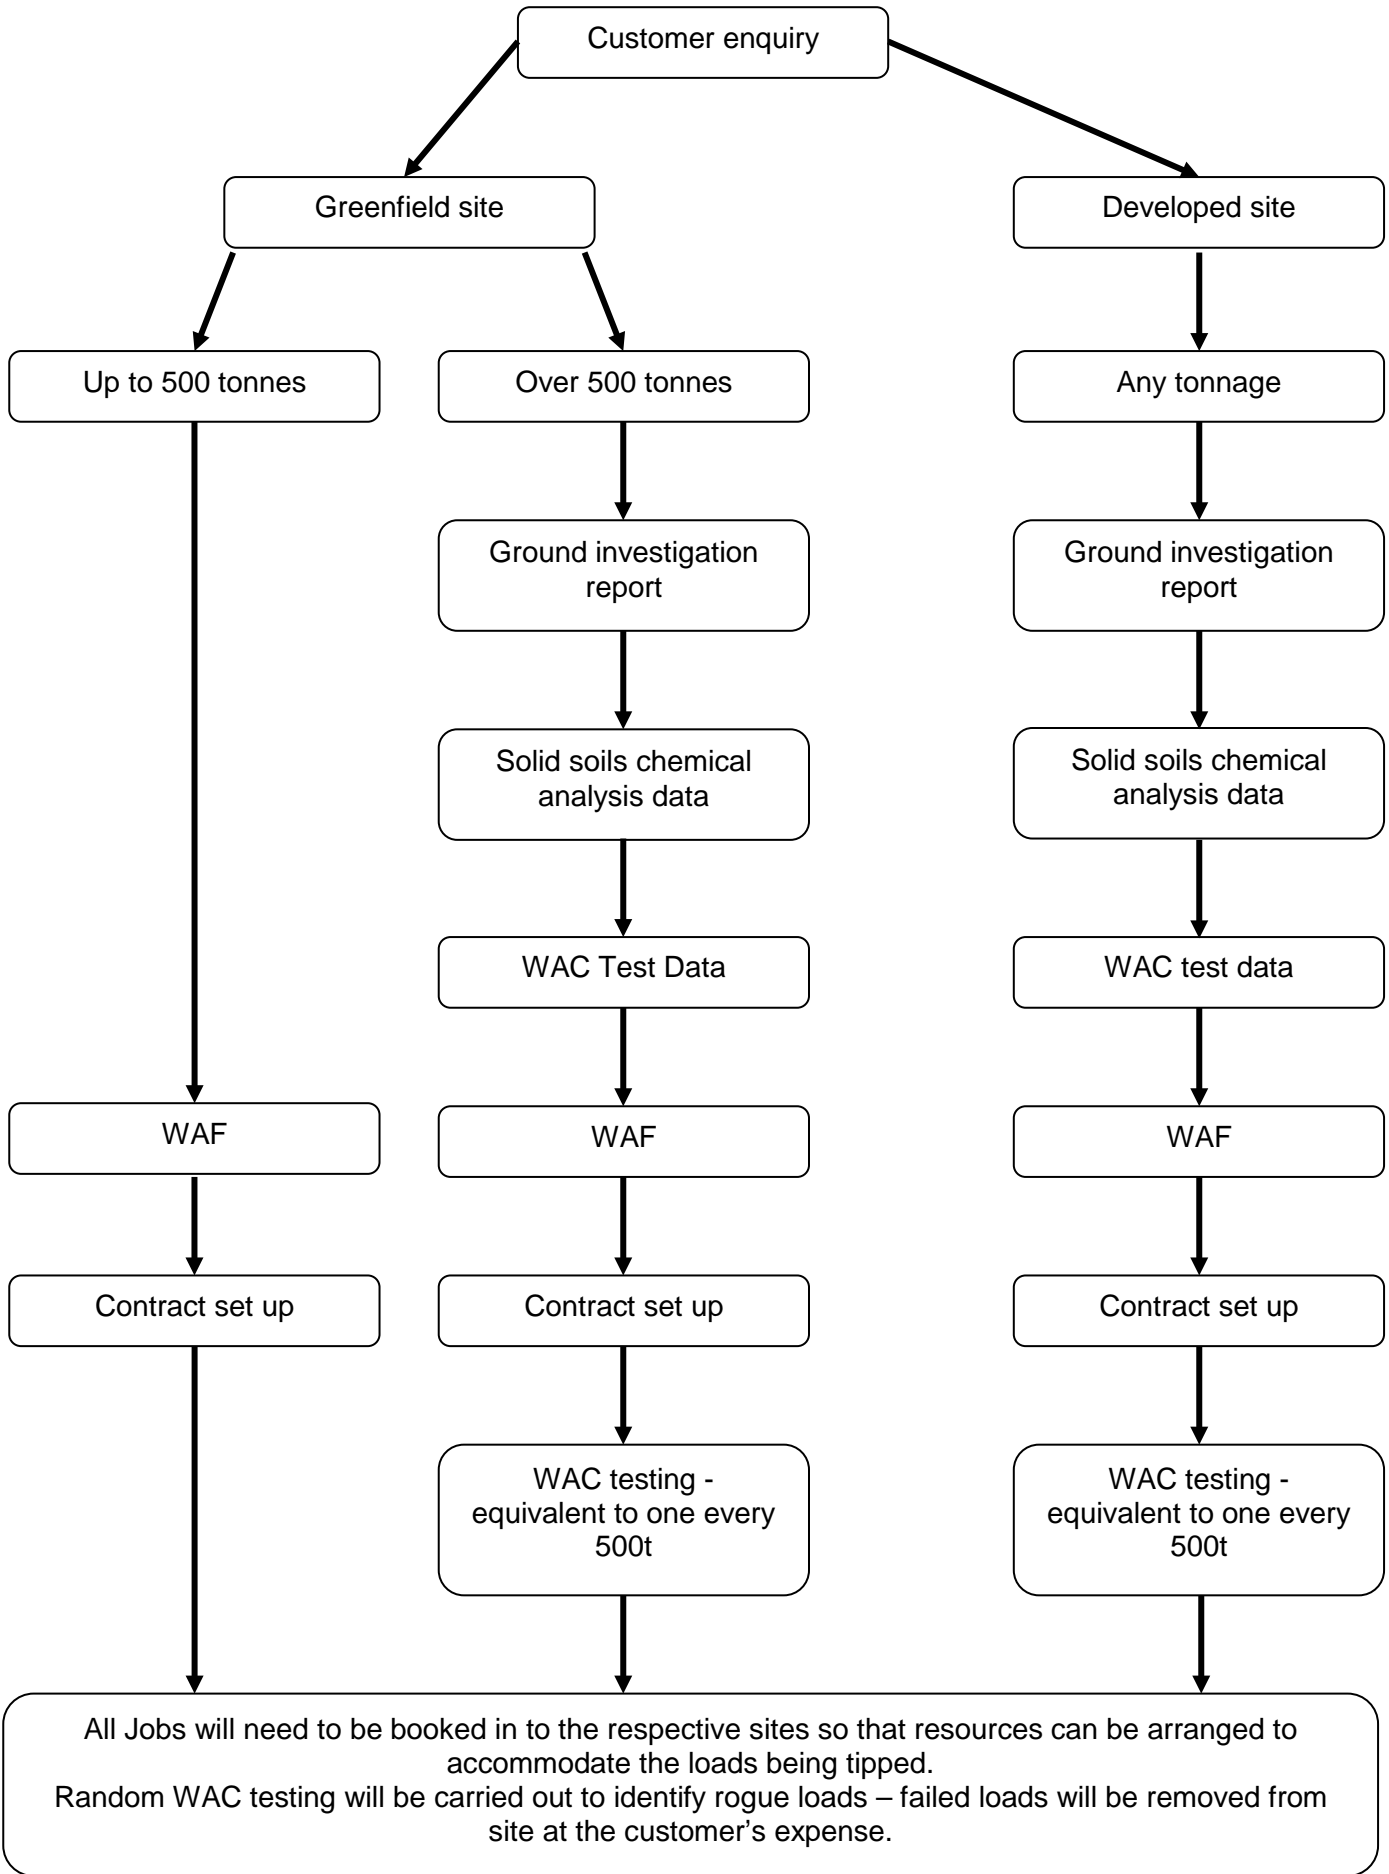 Customer enquiry
Greenfield site
Developed site
Up to 500 tonnes
Over 500 tonnes
Any tonnage
Ground investigation
report
Ground investigation
report
Solid soils chemical
analysis data
Solid soils chemical
analysis data
WAC Test Data
WAC test data
WAF
WAF
WAF
Contract set up
Contract set up
Contract set up
WAC testing -
equivalent to one every
500t
WAC testing -
equivalent to one every
500t
All Jobs will need to be booked in to the respective sites so that resources can be arranged to
accommodate the loads being tipped.
Random WAC testing will be carried out to identify rogue loads – failed loads will be removed from
site at the customer’s expense.